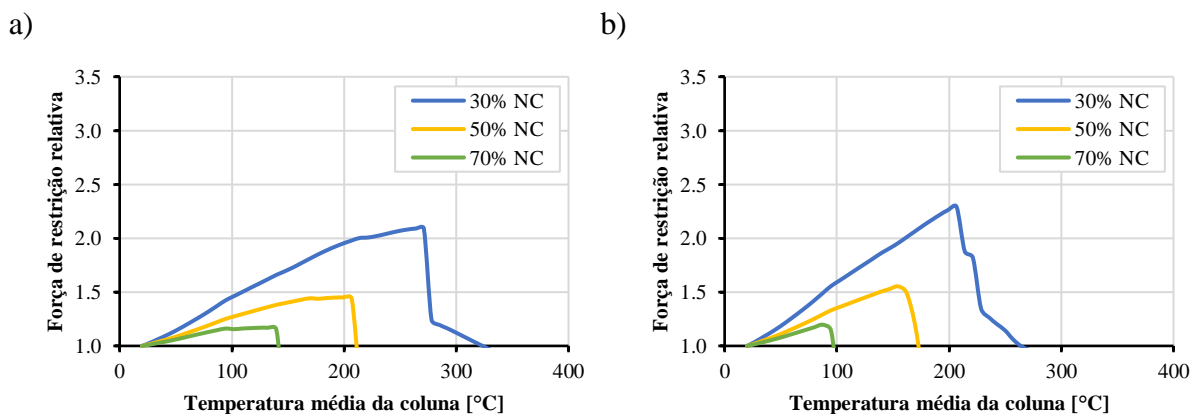 a)
Força de restrição relativa
3.5
3.0
2.5
2.0
1.5
1.0
0 100 200 300 400
Temperatura média da coluna [°C]
30% NC
50% NC
70% NC
b)
Força de restrição relativa
3.5
3.0
2.5
2.0
1.5
1.0
0 100 200 300 400
Temperatura média da coluna [°C]
30% NC
50% NC
70% NC